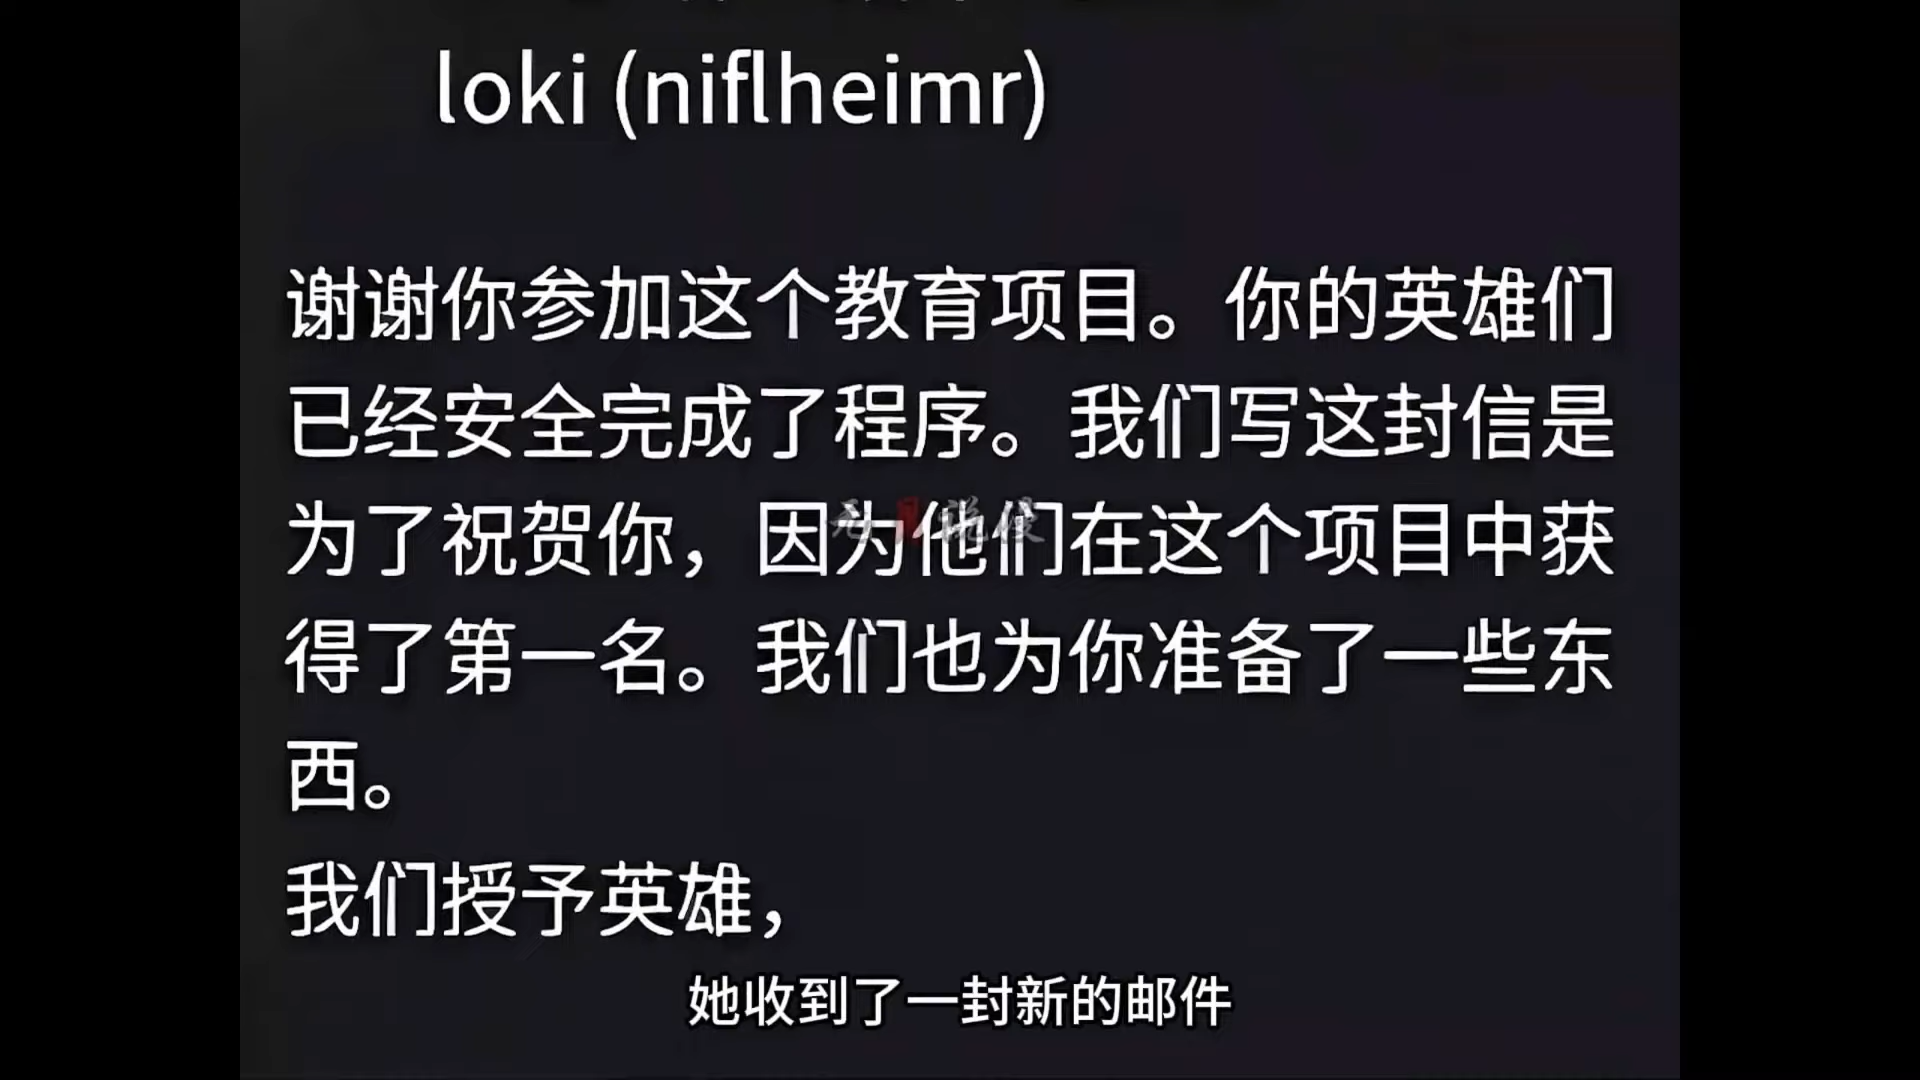 loki (niflheimr)
谢谢你参加这个教育项目。你的英雄们
已经安全完成了程序。我们写这封信是
为了祝贺你，因为他们在这个项目中获
得了第一名。我们也为你准备了一些东
西。
我们授予英雄，
她收到了一封新的邮件